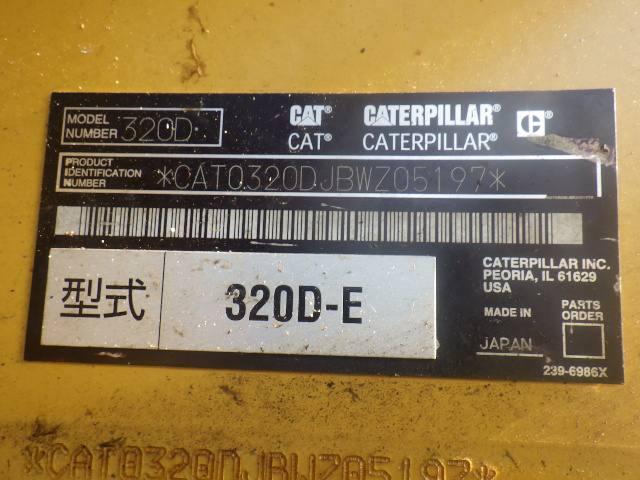 MODEL NUMBER 320D
CAT® CATERPILLAR®
CAT® CATERPILLAR
PRODUCT IDENTIFICATION NUMBER *CAT0320DJBWZ05197*
型式 320D-E
CATERPILLAR INC.
PEORIA, IL 61629
USA
MADE IN JAPAN
PARTS ORDER
239-6986X
*CAT0320DJBWZ05197*